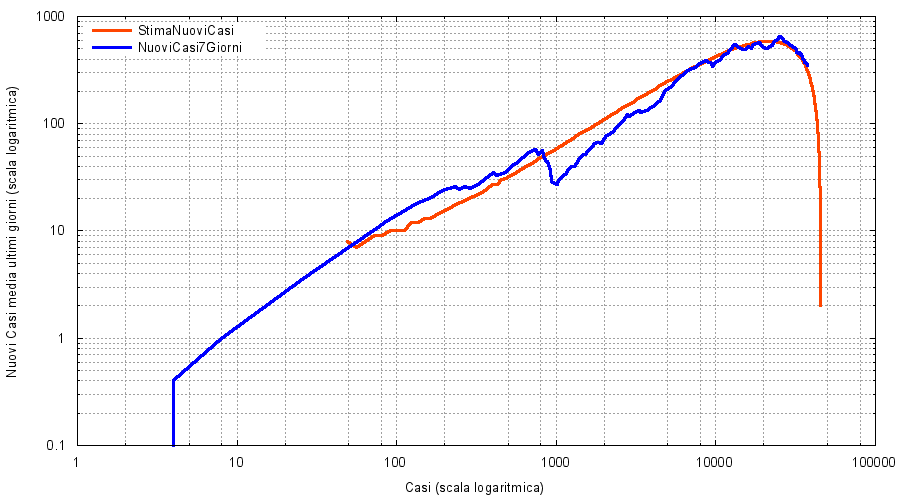 1000
StimaNuoviCasi
NuoviCasi7Giorni
100
10
1
0.1
Nuovi Casi media ultimi giorni (scala logaritmica)
1 10 100 1000 10000 100000
Casi (scala logaritmica)